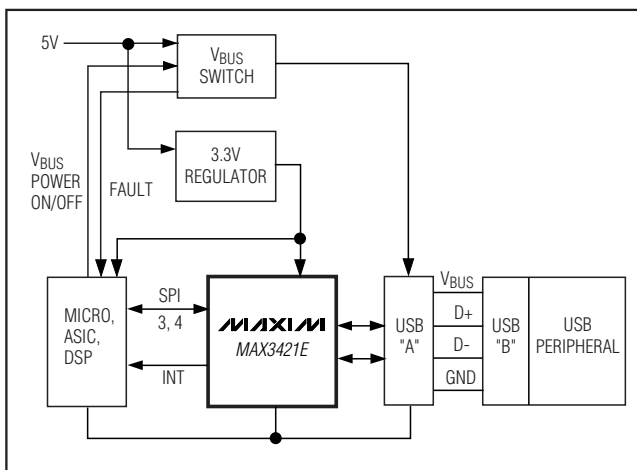 5V
VBUS
SWITCH
3.3V
REGULATOR
VBUS
POWER
ON/OFF
FAULT
MICRO,
ASIC,
DSP
SPI
3, 4
INT
MAXIM
MAX3421E
USB
"A"
VBUS
D+
D-
GND
USB
"B"
USB
PERIPHERAL